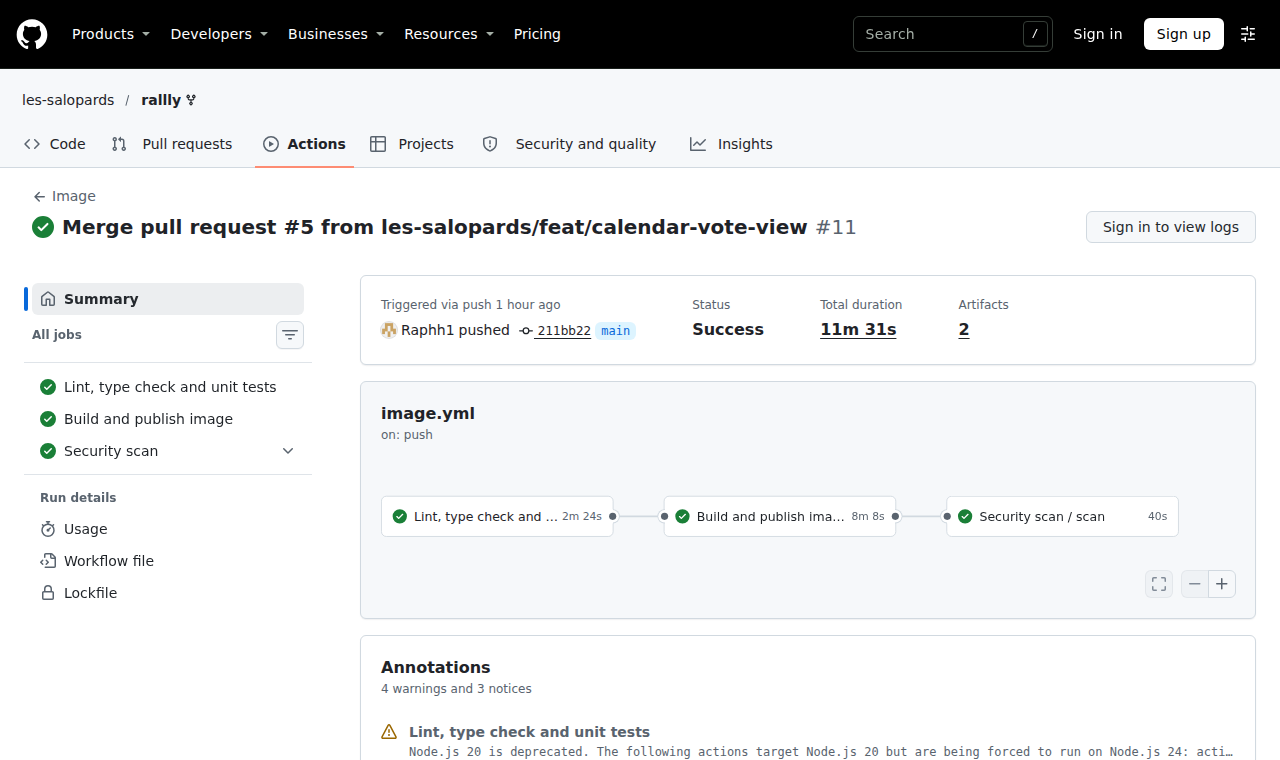 Products Developers Businesses Resources Pricing Search / Sign in Sign up
les-salopards / rallly
Code Pull requests Actions Projects Security and quality Insights
Image
Merge pull request #5 from les-salopards/feat/calendar-vote-view #11
Sign in to view logs
Summary
All jobs
Lint, type check and unit tests
Build and publish image
Security scan
Run details
Usage
Workflow file
Lockfile
Triggered via push 1 hour ago
Raphh1 pushed 211bb22 main
Status
Success
Total duration
11m 31s
Artifacts
2
image.yml
on: push
Lint, type check and ... 2m 24s
Build and publish ima... 8m 8s
Security scan / scan 40s
Annotations
4 warnings and 3 notices
Lint, type check and unit tests
Node.js 20 is deprecated. The following actions target Node.js 20 but are being forced to run on Node.js 24: acti…